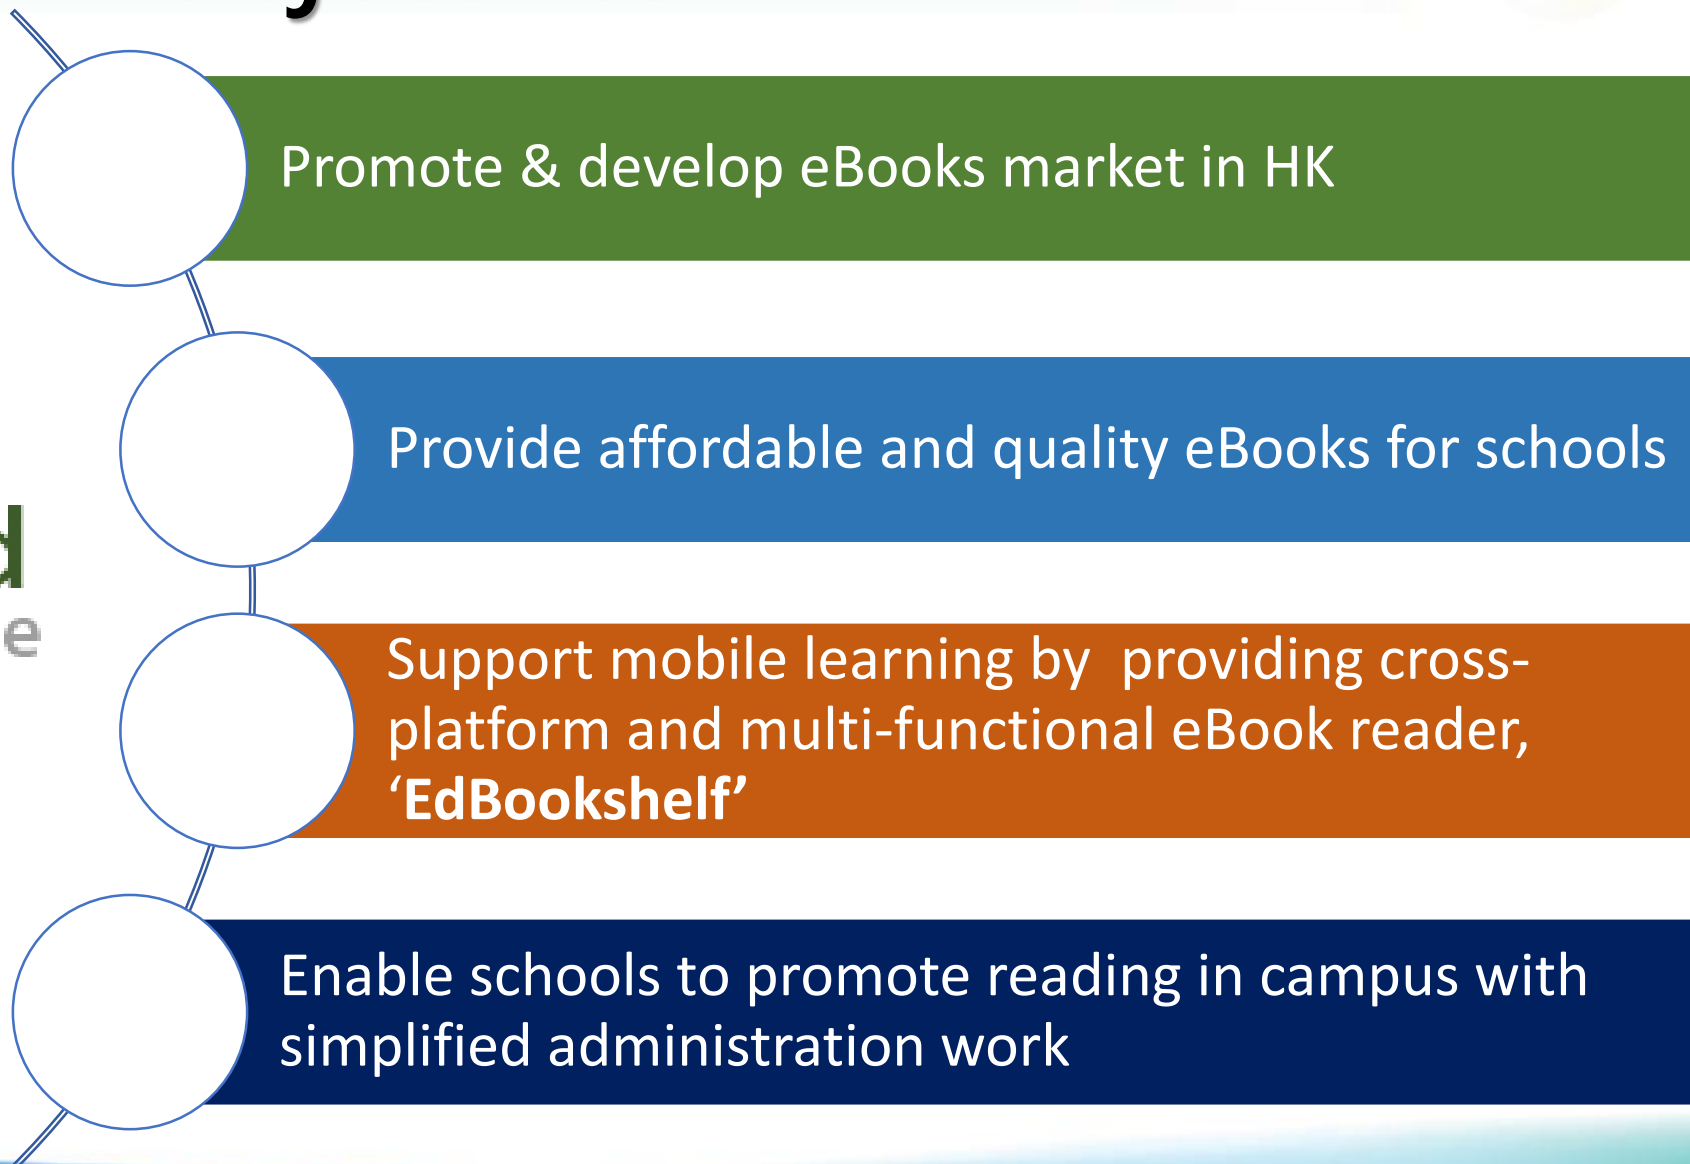 Promote & develop eBooks market in HK
Provide affordable and quality eBooks for schools
Support mobile learning by  providing cross-
platform and multi-functional eBook reader,
‘EdBookshelf’
Enable schools to promote reading in campus with
simplified administration work